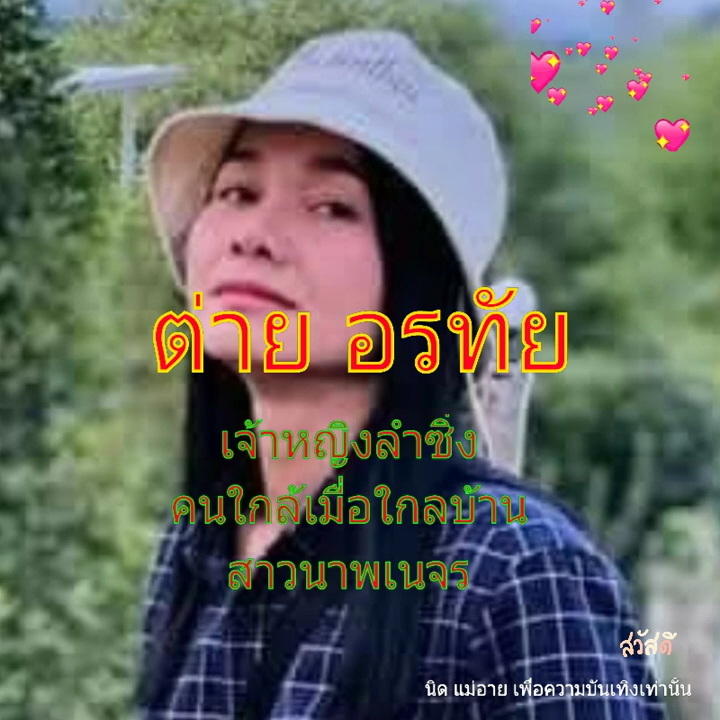 ต่าย อรทัย
เจ้าหญิงลำซิ่ง
คนใกล้เมื่อใกลบ้าน
สาวนาพเนจร
สวัสดี
นิด แม่อาย เพื่อความบันเทิงเท่านั้น